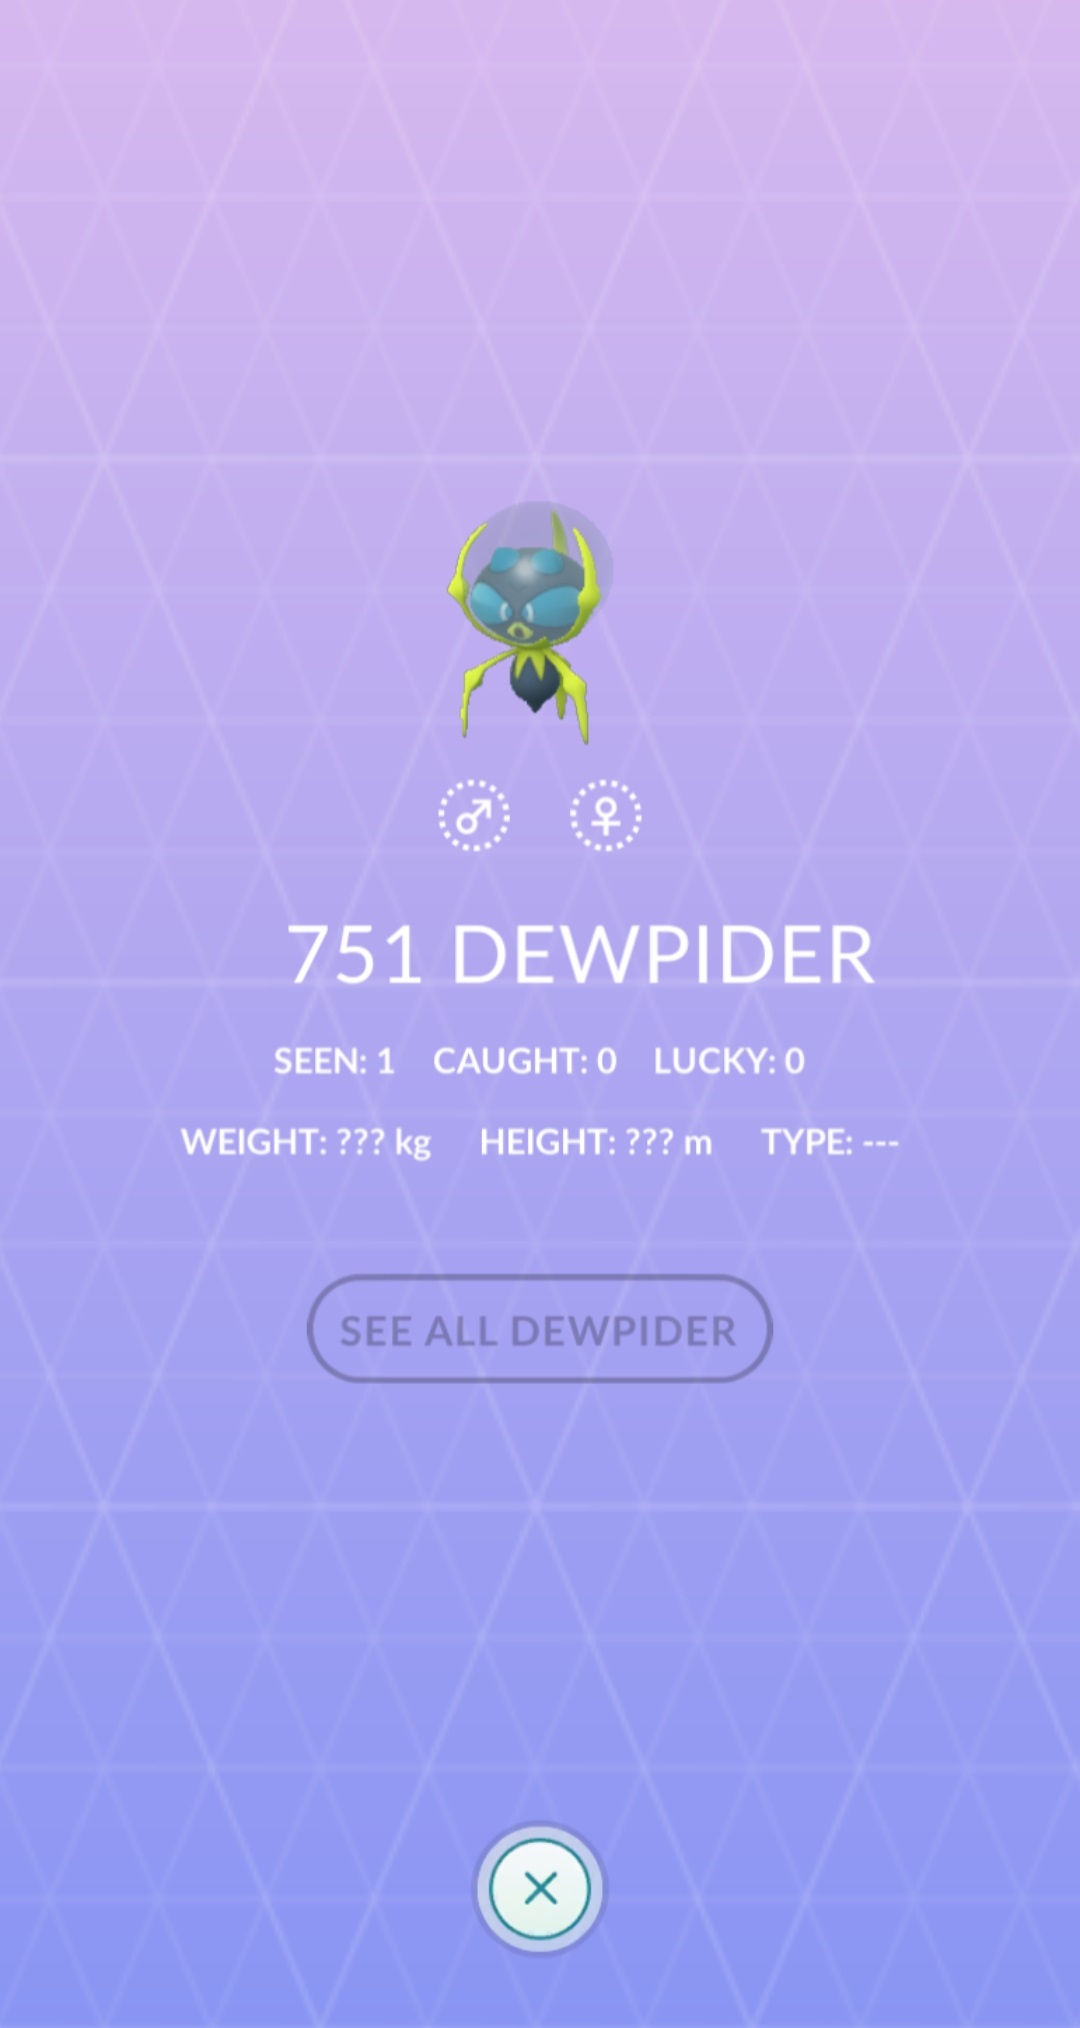 751 DEWPIDER
SEEN: 1 CAUGHT: 0 LUCKY: 0
WEIGHT: ??? kg HEIGHT: ??? m TYPE: ---
SEE ALL DEWPIDER